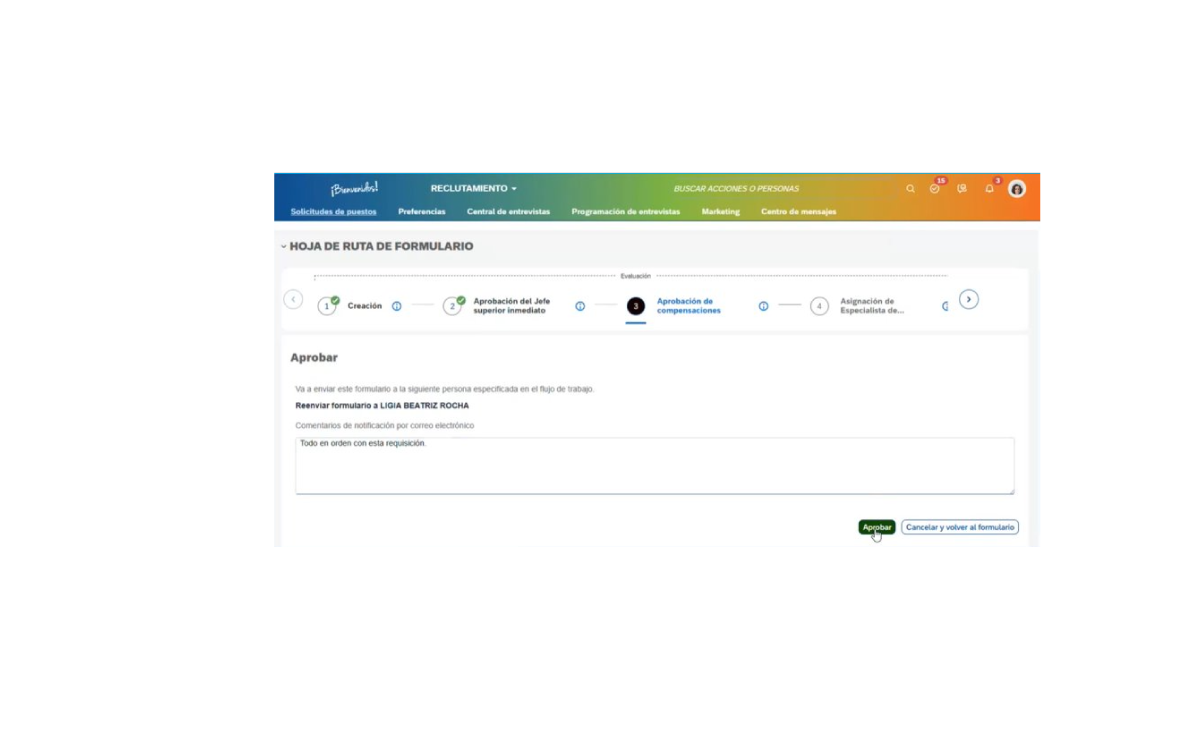 ¡Bienvenidos!
RECLUTAMIENTO
BUSCAR ACCIONES O PERSONAS
15
3
Solicitudes de puestos
Preferencias
Central de entrevistas
Programación de entrevistas
Marketing
Centro de mensajes
HOJA DE RUTA DE FORMULARIO
Evaluación
1
Creación
2
Aprobación del Jefe
superior inmediato
3
Aprobación de
compensaciones
4
Asignación de
Especialista de...
Aprobar
Va a enviar este formulario a la siguiente persona especificada en el flujo de trabajo.
Reenviar formulario a LIGIA BEATRIZ ROCHA
Comentarios de notificación por correo electrónico
Todo en orden con esta requisición.
Aprobar
Cancelar y volver al formulario